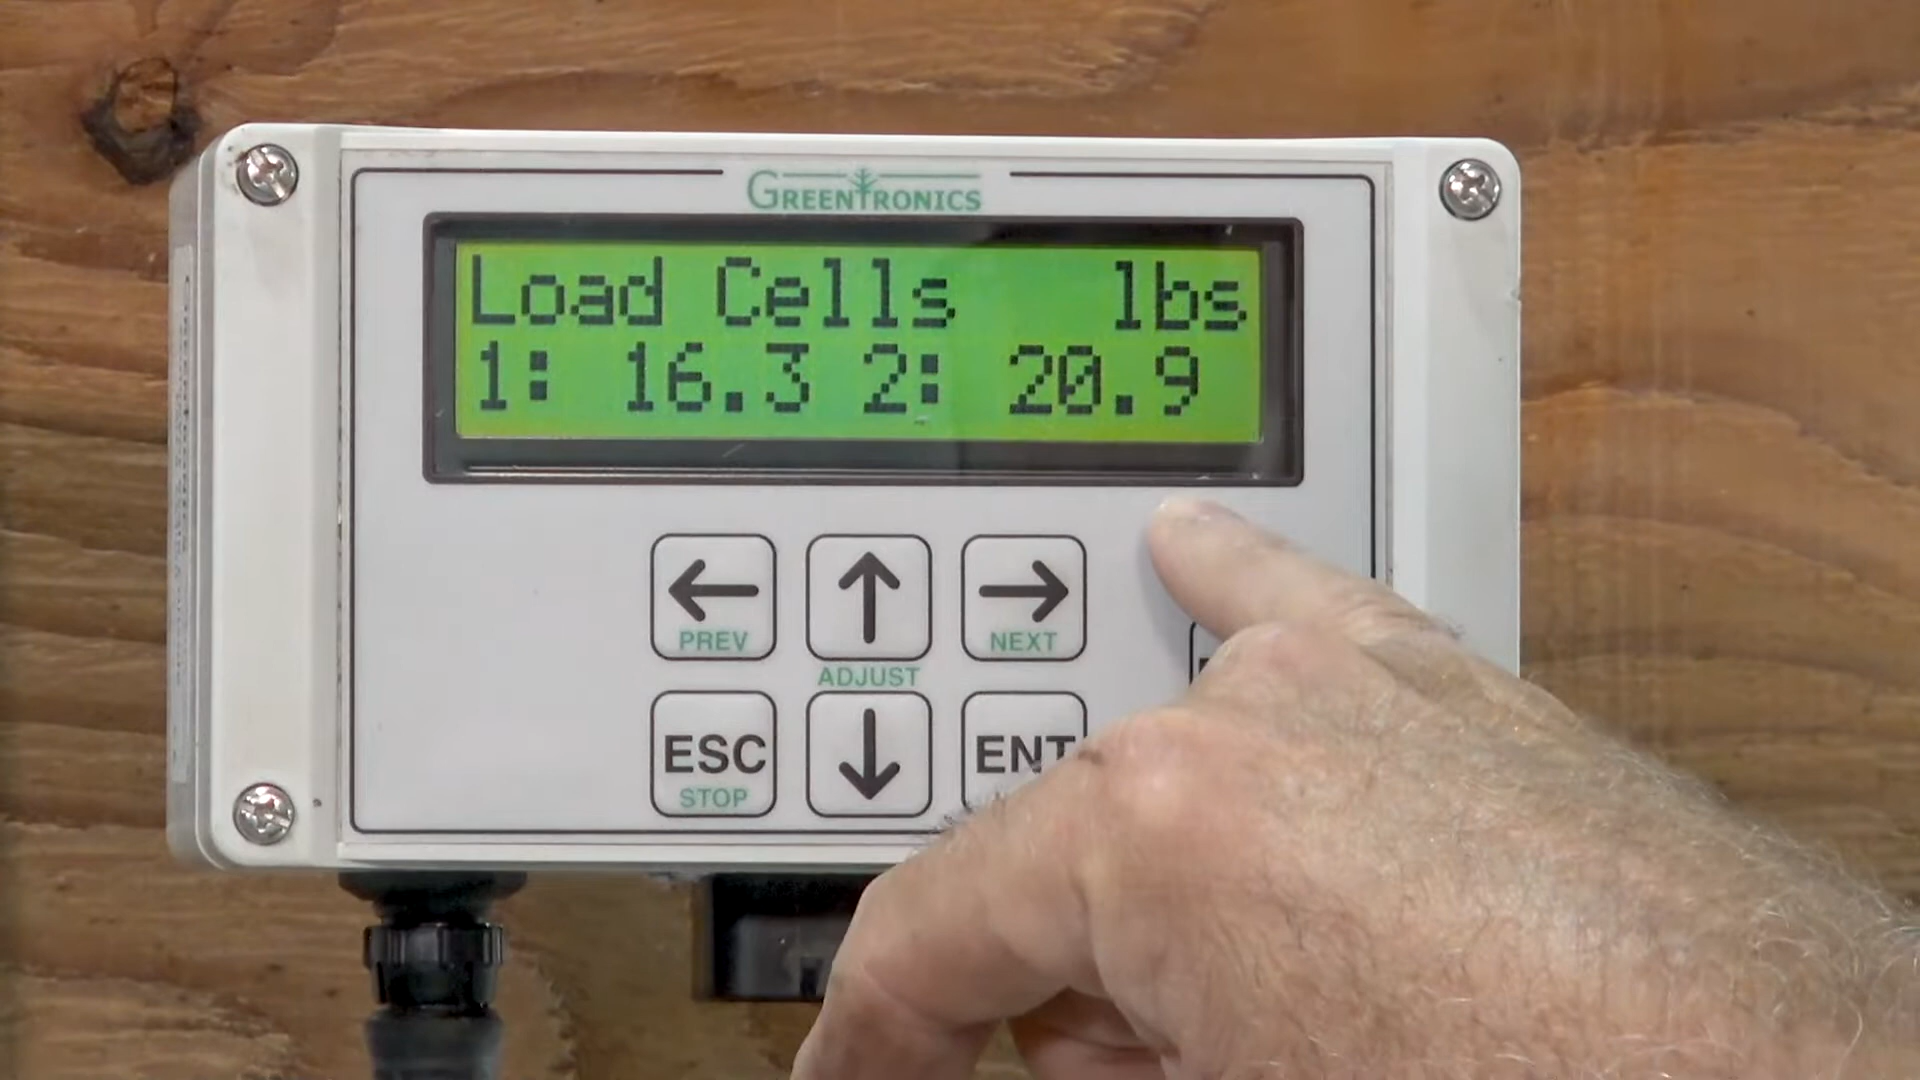 GREENTRONICS
Load Cells lbs
1: 16.3 2: 20.9
PREV
NEXT
ADJUST
ESC
STOP
ENT